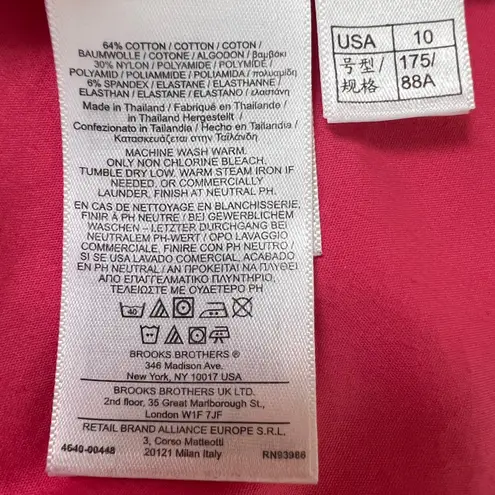 64% COTTON / COTTON / COTON /
BAUMWOLLE / COTONE / ALGODON / βαμβάκι
30% NYLON / POLYAMIDE / POLYMIDE /
POLYAMID / POLIAMMIDE / POLIAMIDA / πολυαμίδη
6% SPANDEX / ELASTANE / ELASTHANNE /
ELASTHAN / ELASTANE / ELASTANO / ελαστάνη
Made in Thailand / Fabriqué en Thaïlande /
in Thailand Hergestellt /
Confezionato in Tailandia / Hecho en Tailandia /
Κατασκευάζεται στην Ταϊλάνδη
MACHINE WASH WARM.
ONLY NON CHLORINE BLEACH.
TUMBLE DRY LOW. WARM STEAM IRON IF
NEEDED, OR COMMERCIALLY
LAUNDER, FINISH AT NEUTRAL PH.
EN CAS DE NETTOYAGE EN BLANCHISSERIE,
FINIR À PH NEUTRE / BEI GEWERBLICHEM
WASCHEN – LETZTER DURCHGANG BEI
NEUTRALEM PH-WERT / OPO LAVAGGIO
COMMERCIALE, FINIRE CON PH NEUTRO /
SI SE USA LAVADO COMERCIAL, ACABADO
EN PH NEUTRAL / ΑΝ ΠΡΟΚΕΙΤΑΙ ΝΑ ΠΛΥΘΕΙ
ΑΠΟ ΕΠΑΓΓΕΛΜΑΤΙΚΟ ΠΛΥΝΤΗΡΙΟ,
ΤΕΛΕΙΩΣΤΕ ΜΕ ΟΥΔΕΤΕΡΟ PH
40
BROOKS BROTHERS ®
346 Madison Ave.
New York, NY 10017 USA
BROOKS BROTHERS UK LTD.
2nd floor, 35 Great Marlborough St.,
London W1F 7JF
RETAIL BRAND ALLIANCE EUROPE S.R.L.
3, Corso Matteotti
20121 Milan Italy
4640-00448 RN93986
USA 10
号型/ 175/
规格 88A